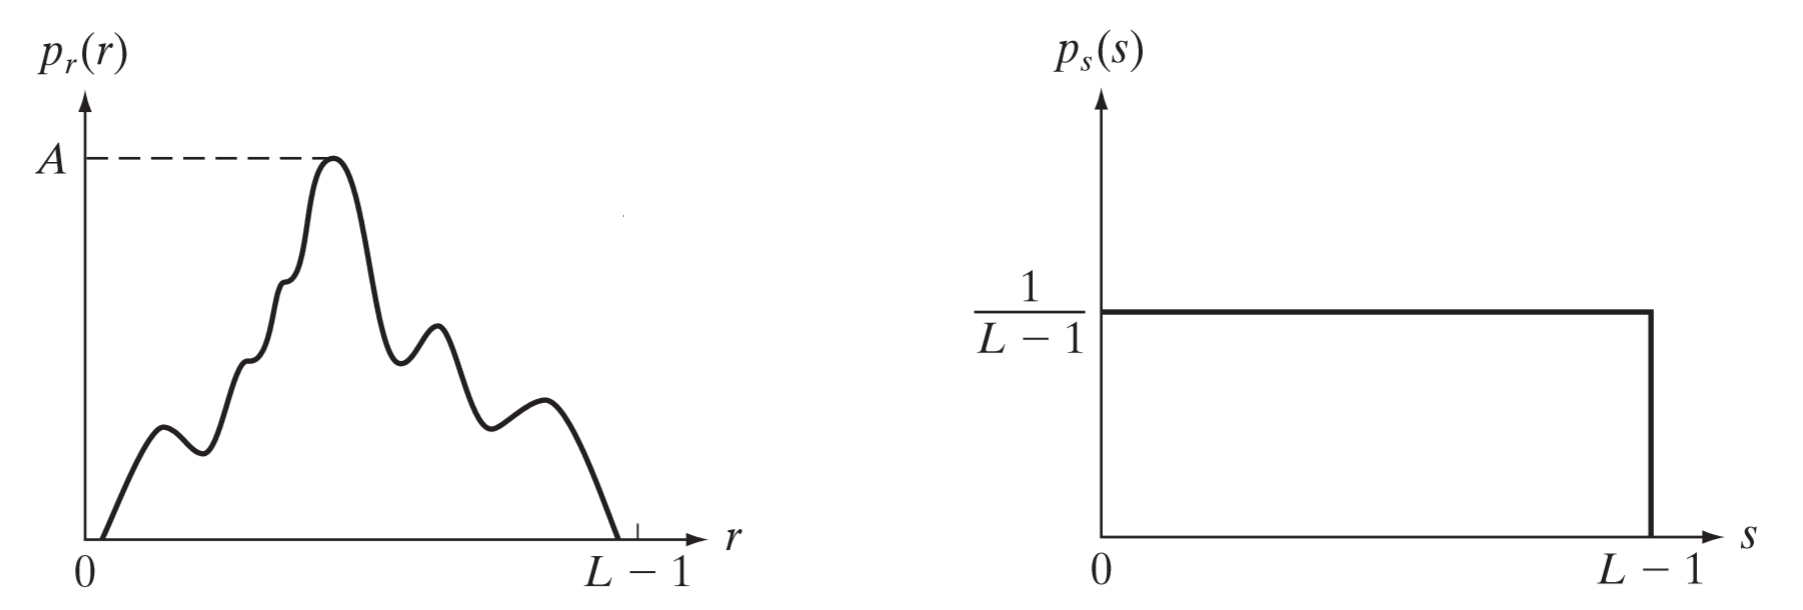 p_r(r)
A
0
L − 1
r
p_s(s)
1
L − 1
0
L − 1
s